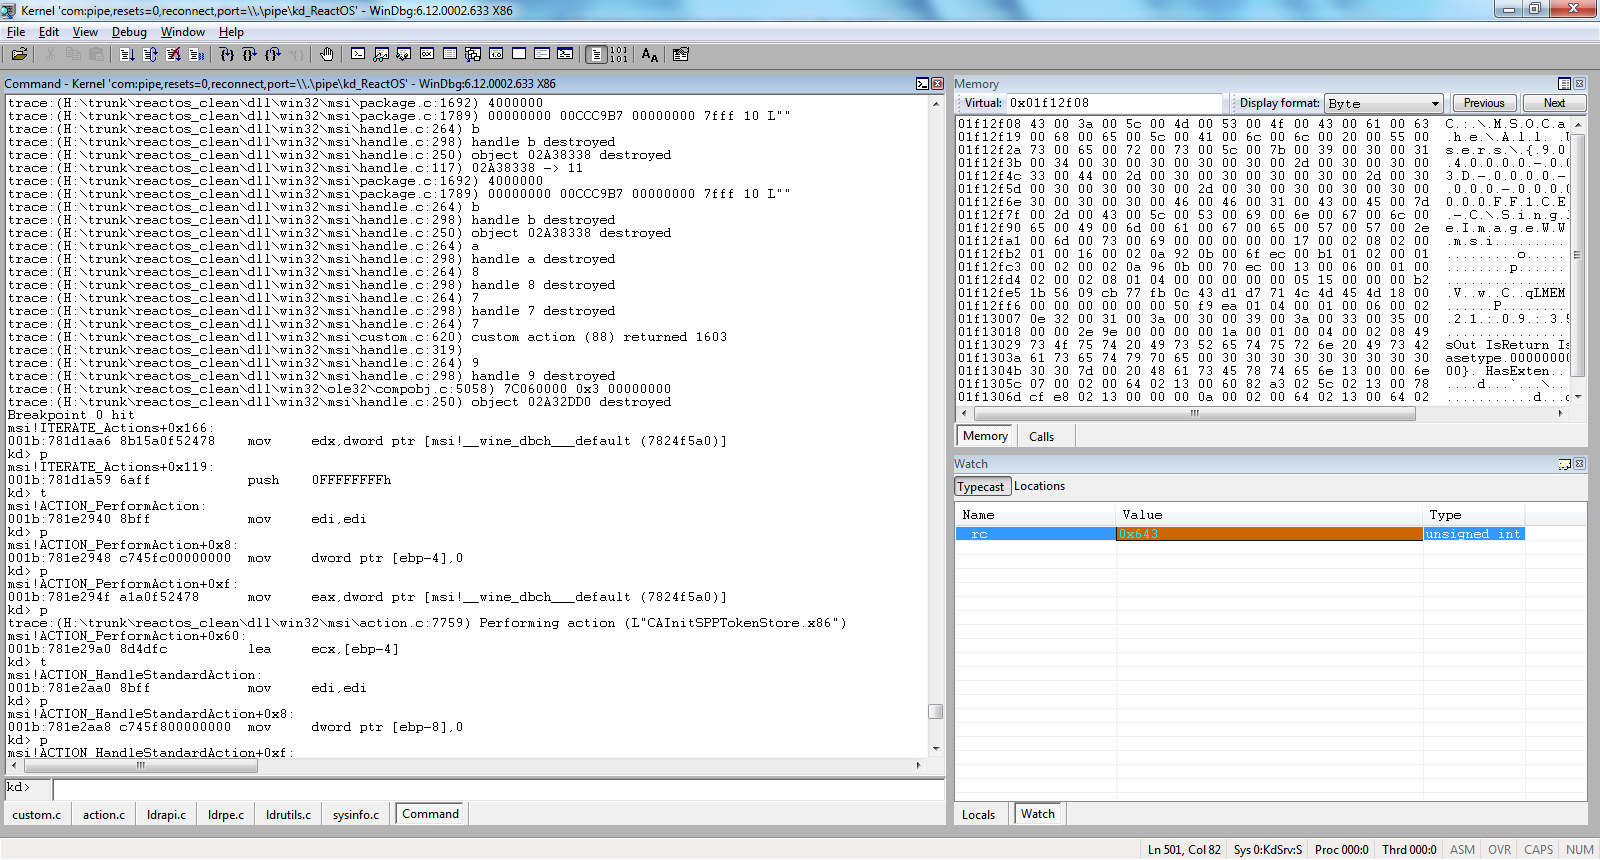 Kernel 'com:pipe,resets=0,reconnect,port=\\.\pipe\kd_ReactOS' - WinDbg:6.12.0002.633 X86
File Edit View Debug Window Help
Command - Kernel 'com:pipe,resets=0,reconnect,port=\\.\pipe\kd_ReactOS' - WinDbg:6.12.0002.633 X86
trace:(H:\trunk\reactos_clean\dll\win32\msi\package.c:1692) 4000000
trace:(H:\trunk\reactos_clean\dll\win32\msi\package.c:1789) 00000000 00CCC9B7 00000000 7fff 10 L""
trace:(H:\trunk\reactos_clean\dll\win32\msi\handle.c:264) b
trace:(H:\trunk\reactos_clean\dll\win32\msi\handle.c:298) handle b destroyed
trace:(H:\trunk\reactos_clean\dll\win32\msi\handle.c:250) object 02A38338 destroyed
trace:(H:\trunk\reactos_clean\dll\win32\msi\handle.c:117) 02A38338 -> 11
trace:(H:\trunk\reactos_clean\dll\win32\msi\package.c:1692) 4000000
trace:(H:\trunk\reactos_clean\dll\win32\msi\package.c:1789) 00000000 00CCC9B7 00000000 7fff 10 L""
trace:(H:\trunk\reactos_clean\dll\win32\msi\handle.c:264) b
trace:(H:\trunk\reactos_clean\dll\win32\msi\handle.c:298) handle b destroyed
trace:(H:\trunk\reactos_clean\dll\win32\msi\handle.c:250) object 02A38338 destroyed
trace:(H:\trunk\reactos_clean\dll\win32\msi\handle.c:264) a
trace:(H:\trunk\reactos_clean\dll\win32\msi\handle.c:298) handle a destroyed
trace:(H:\trunk\reactos_clean\dll\win32\msi\handle.c:264) 8
trace:(H:\trunk\reactos_clean\dll\win32\msi\handle.c:298) handle 8 destroyed
trace:(H:\trunk\reactos_clean\dll\win32\msi\handle.c:264) 7
trace:(H:\trunk\reactos_clean\dll\win32\msi\handle.c:298) handle 7 destroyed
trace:(H:\trunk\reactos_clean\dll\win32\msi\handle.c:264) 7
trace:(H:\trunk\reactos_clean\dll\win32\msi\custom.c:620) custom action (88) returned 1603
trace:(H:\trunk\reactos_clean\dll\win32\msi\handle.c:319)
trace:(H:\trunk\reactos_clean\dll\win32\msi\handle.c:264) 9
trace:(H:\trunk\reactos_clean\dll\win32\msi\handle.c:298) handle 9 destroyed
trace:(H:\trunk\reactos_clean\dll\win32\ole32\compobj.c:5058) 7C060000 0x3 00000000
trace:(H:\trunk\reactos_clean\dll\win32\msi\handle.c:250) object 02A32DD0 destroyed
Breakpoint 0 hit
msi!ITERATE_Actions+0x166:
001b:781d1aa6 8b15a0f52478 mov edx,dword ptr [msi!__wine_dbch___default (7824f5a0)]
kd> p
msi!ITERATE_Actions+0x119:
001b:781d1a59 6aff push 0FFFFFFFFh
kd> t
msi!ACTION_PerformAction:
001b:781e2940 8bff mov edi,edi
kd> p
msi!ACTION_PerformAction+0x8:
001b:781e2948 c745fc00000000 mov dword ptr [ebp-4],0
kd> p
msi!ACTION_PerformAction+0xf:
001b:781e294f a1a0f52478 mov eax,dword ptr [msi!__wine_dbch___default (7824f5a0)]
kd> p
trace:(H:\trunk\reactos_clean\dll\win32\msi\action.c:7759) Performing action (L"CAInitSPPTokenStore.x86")
msi!ACTION_PerformAction+0x60:
001b:781e29a0 8d4dfc lea ecx,[ebp-4]
kd> t
msi!ACTION_HandleStandardAction:
001b:781e2aa0 8bff mov edi,edi
kd> p
msi!ACTION_HandleStandardAction+0x8:
001b:781e2aa8 c745f800000000 mov dword ptr [ebp-8],0
kd> p
msi!ACTION_HandleStandardAction+0xf:
kd>
custom.c action.c ldrapi.c ldrpe.c ldrutils.c sysinfo.c Command
Memory
Virtual: 0x01f12f08 Display format: Byte Previous Next
01f12f08 43 00 3a 00 5c 00 4d 00 53 00 4f 00 43 00 61 00 63 C.:.\.M.S.O.C.a
01f12f19 00 68 00 65 00 5c 00 41 00 6c 00 6c 00 20 00 55 00 .h.e.\.A.l.l. .U
01f12f2a 73 00 65 00 72 00 73 00 5c 00 7b 00 39 00 30 00 31 s.e.r.s.\.{.9.0
01f12f3b 00 34 00 30 00 30 00 30 00 30 00 2d 00 30 00 30 00 .4.0.0.0.0.-.0.0
01f12f4c 33 00 44 00 2d 00 30 00 30 00 30 00 30 00 2d 00 30 3.D.-.0.0.0.0.-
01f12f5d 00 30 00 30 00 30 00 2d 00 30 00 30 00 30 00 30 00 .0.0.0.-.0.0.0.0
01f12f6e 30 00 30 00 30 00 46 00 46 00 31 00 43 00 45 00 7d 0.0.0.F.F.1.C.E
01f12f7f 00 2d 00 43 00 5c 00 53 00 69 00 6e 00 67 00 6c 00 .-.C.\.S.i.n.g.l
01f12f90 65 00 49 00 6d 00 61 00 67 00 65 00 57 00 57 00 2e e.I.m.a.g.e.W.W
01f12fa1 00 6d 00 73 00 69 00 00 00 00 00 17 00 02 08 02 00 .m.s.i..........
01f12fb2 01 00 16 00 02 0a 92 0b 00 6f ec 00 b1 01 02 00 01 .........o......
01f12fc3 00 02 00 02 0a 96 9b 00 70 ec 00 13 00 06 00 01 00 ........p.......
01f12fd4 02 00 02 08 01 04 00 00 00 00 00 05 15 00 00 00 b2
01f12fe5 1b 56 09 cb 77 fb 0c 43 d1 d7 71 4c 4d 45 4d 18 00 .V..w..C..qLMEM
01f12ff6 00 00 00 00 00 00 50 f9 ea 01 04 00 01 00 06 00 02 ......P.........
01f13007 0e 32 00 31 00 3a 00 30 00 39 00 3a 00 33 00 35 00 .2.1.:.0.9.:.3.5
01f13018 00 00 2e 9e 00 00 00 00 1a 00 01 00 04 00 02 08 49
01f13029 73 4f 75 74 20 49 73 52 65 74 75 72 6e 20 49 73 42 sOut IsReturn Is
01f1303a 61 73 65 74 79 70 65 00 30 30 30 30 30 30 30 30 30 asetype.00000000
01f1304b 30 30 7d 00 20 48 61 73 45 78 74 65 6e 13 00 00 6e 00}. HasExten...
01f1305c 07 00 02 00 64 02 13 00 60 82 a3 02 5c 02 13 00 78 ....d...`...\...
01f1306d cf e8 02 13 00 00 00 0a 00 02 00 64 02 13 00 64 02 ...........d...d
Memory Calls
Watch
Typecast Locations
Name Value Type
rc 0x643 unsigned int
Locals Watch
Ln 501, Col 82 Sys 0:KdSrv:S Proc 000:0 Thrd 000:0 ASM OVR CAPS NUM